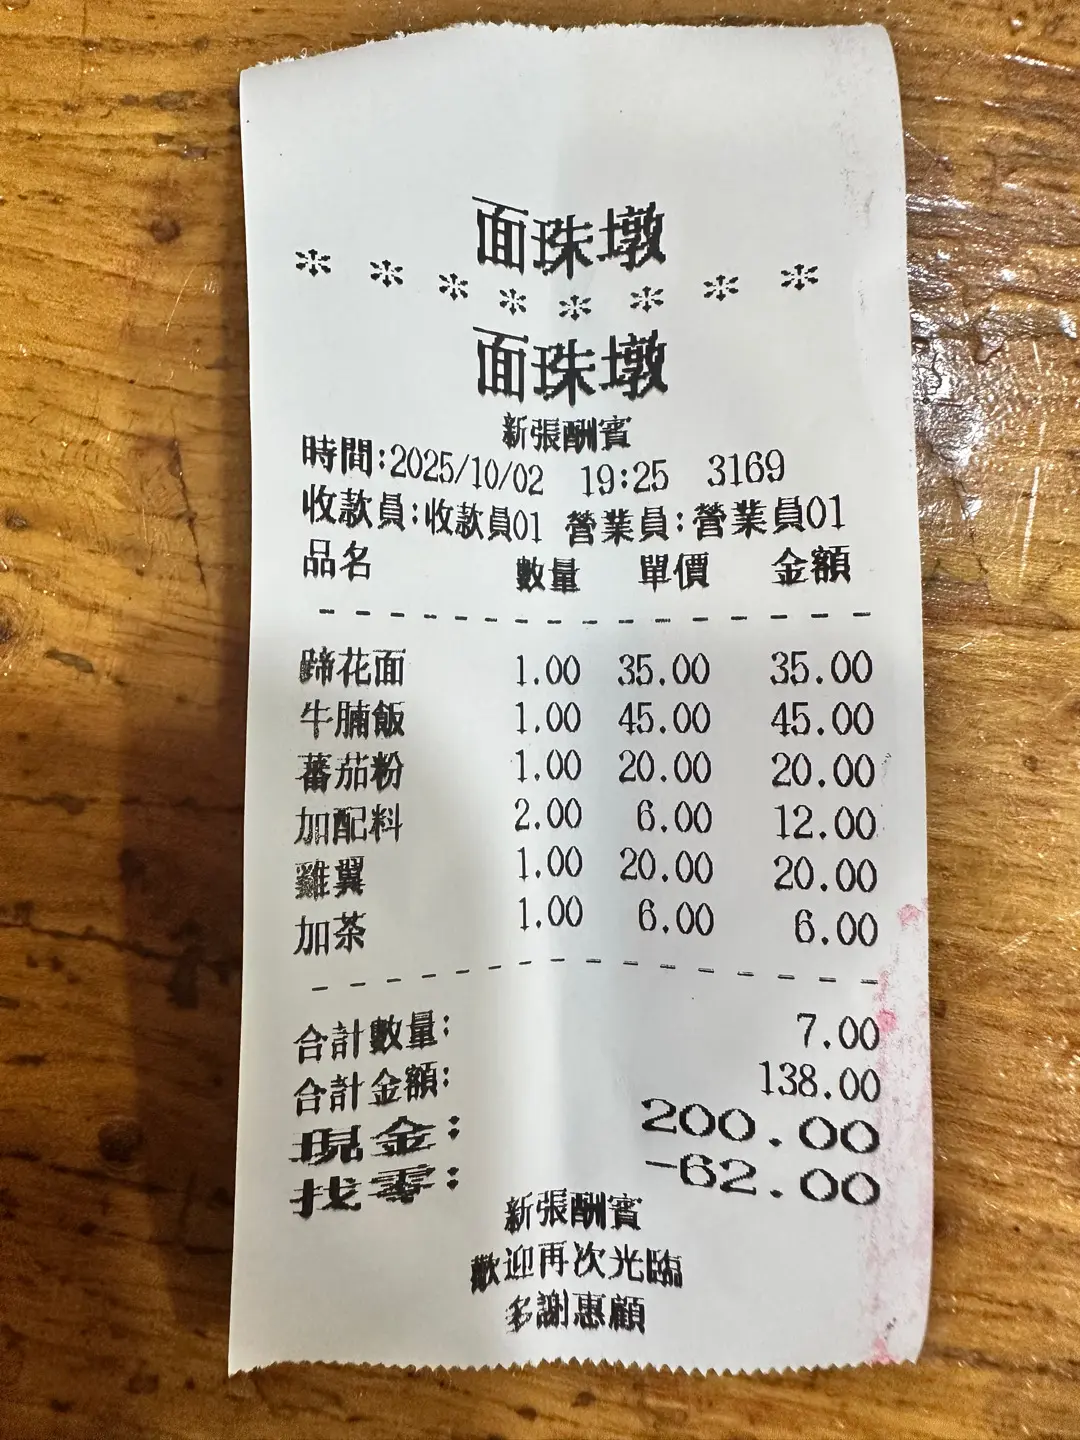 面珠墩
* * * * * * * *
面珠墩
新張酬賓
時間:2025/10/02 19:25 3169
收款員:收款員01 營業員:營業員01
品名 數量 單價 金額
蹄花面 1.00 35.00 35.00
牛腩飯 1.00 45.00 45.00
蕃茄粉 1.00 20.00 20.00
加配料 2.00 6.00 12.00
雞翼 1.00 20.00 20.00
加茶 1.00 6.00 6.00
合計數量: 7.00
合計金額: 138.00
現金: 200.00
找零: -62.00
新張酬賓
歡迎再次光臨
多謝惠顧